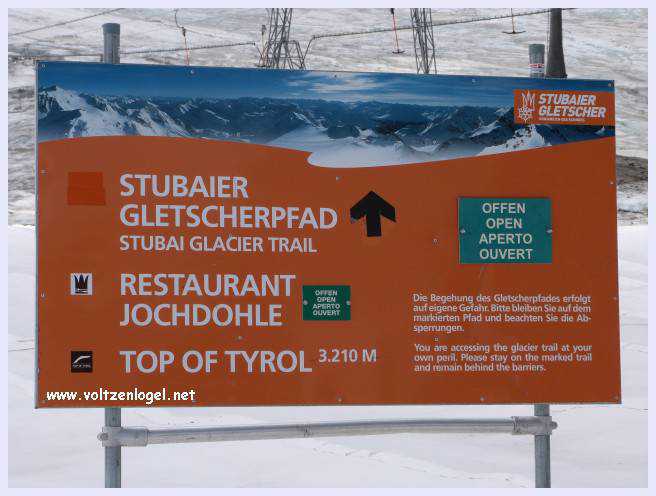 STUBAIER
GLETSCHER
STUBAIER
GLETSCHERPFAD
STUBAI GLACIER TRAIL
OFFEN
OPEN
APERTO
OUVERT
RESTAURANT
JOCHDOHLE
OFFEN
OPEN
APERTO
OUVERT
TOP OF TYROL 3.210 M
Die Begehung des Gletscherpfades erfolgt
auf eigene Gefahr. Bitte bleiben Sie auf dem
markierten Pfad und beachten Sie die Ab-
sperrungen.
You are accessing the glacier trail at your
own peril. Please stay on the marked trail
and remain behind the barriers.
www.voltzenlogel.net